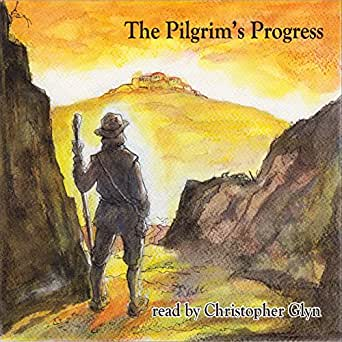 The Pilgrim's Progress
read by Christopher Glyn